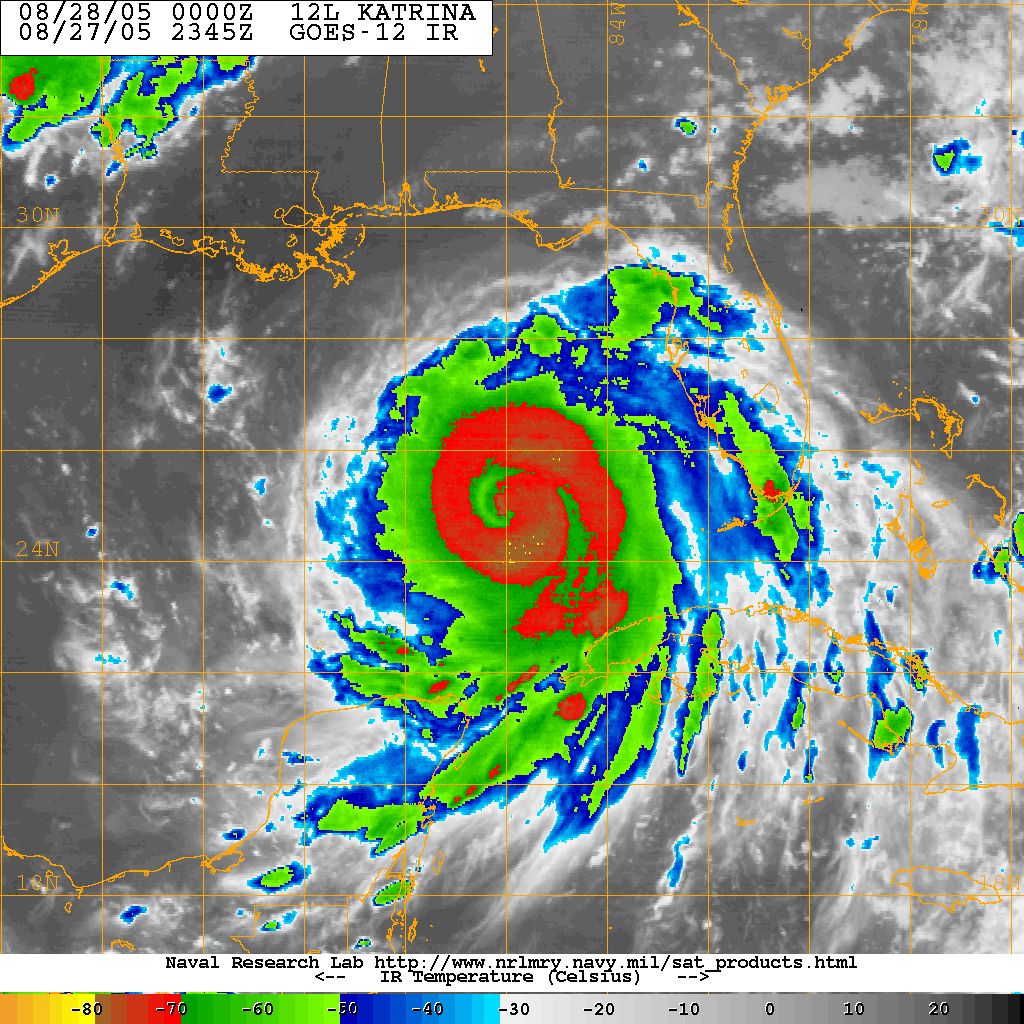 08/28/05 0000Z 12L KATRINA
08/27/05 2345Z GOES-12 IR
84W
78W
30N
30N
24N
18N
18N
Naval Research Lab http://www.nrlmry.navy.mil/sat_products.html
<-- IR Temperature (Celsius) -->
-80 -70 -60 -50 -40 -30 -20 -10 0 10 20